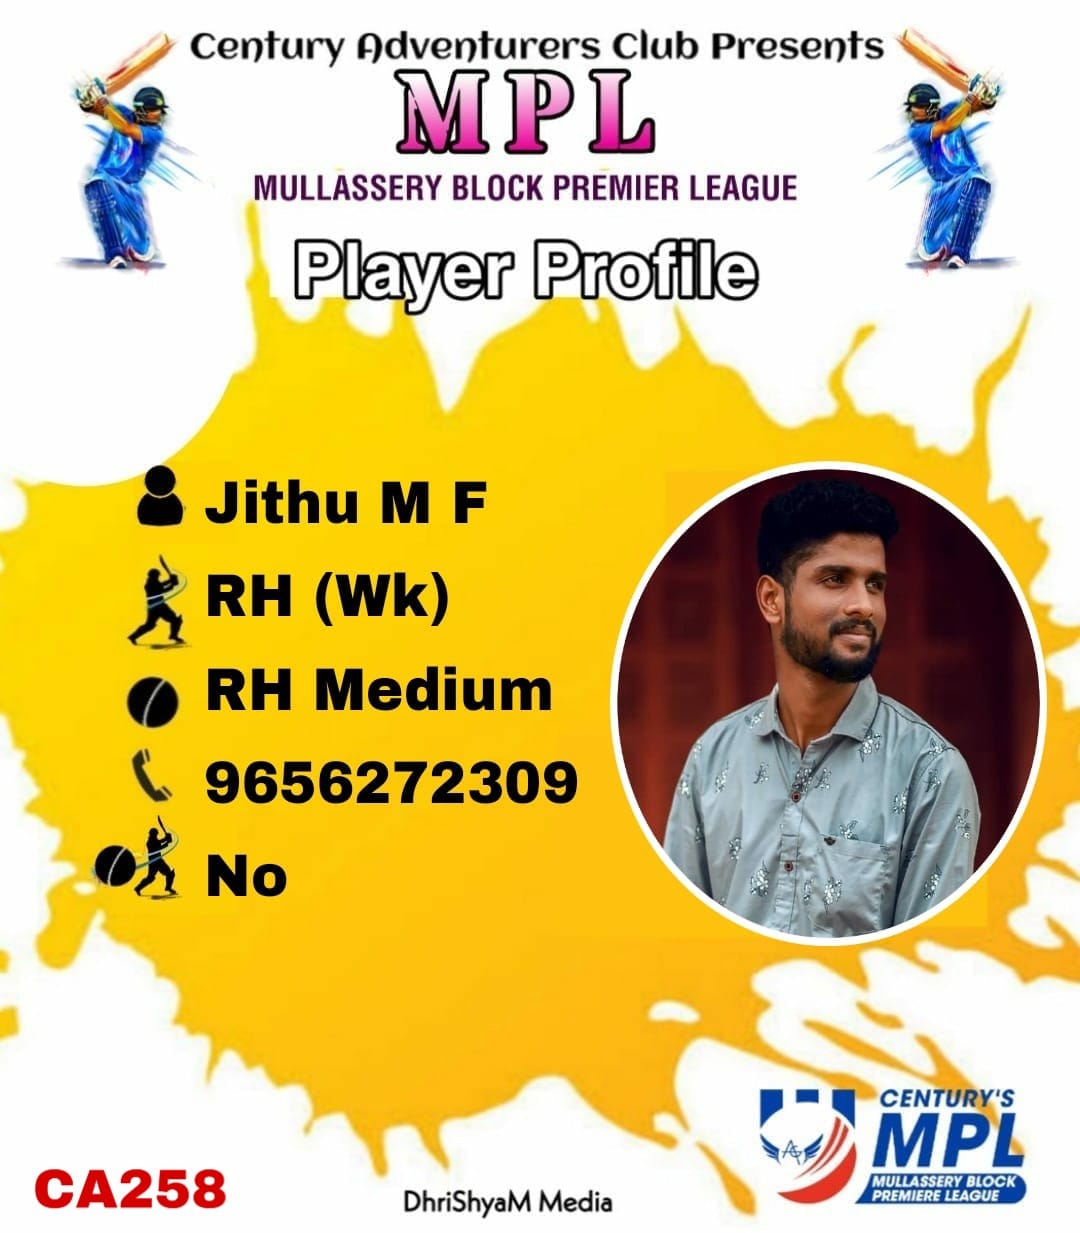 Century Adventurers Club Presents
MPL
MULLASSERY BLOCK PREMIER LEAGUE
Player Profile
Jithu M F
RH (Wk)
RH Medium
9656272309
No
CENTURY'S
MPL
MULLASSERY BLOCK
PREMIERE LEAGUE
CA258
DhriShyaM Media